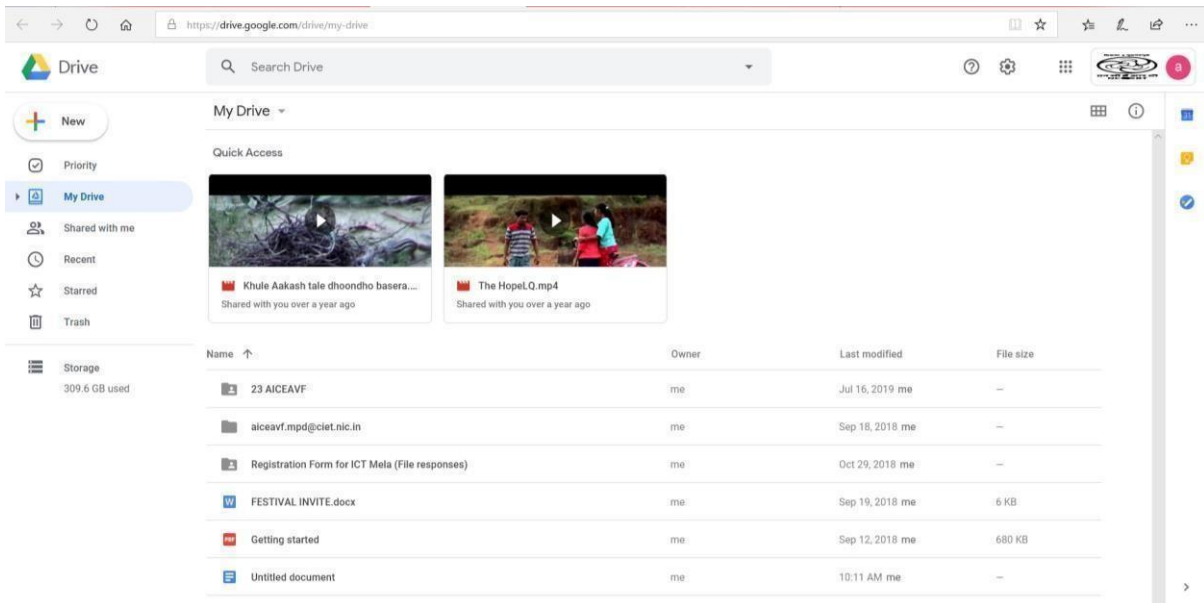 https://drive.google.com/drive/my-drive
Drive
Search Drive
a
New
My Drive
Quick Access
Priority
My Drive
Shared with me
Recent
Starred
Trash
Storage
309.6 GB used
Khule Aakash tale dhoondho basera....
Shared with you over a year ago
The HopeLQ.mp4
Shared with you over a year ago
Name Owner Last modified File size
23 AICEAVF me Jul 16, 2019 me –
aiceavf.mpd@ciet.nic.in me Sep 18, 2018 me –
Registration Form for ICT Mela (File responses) me Oct 29, 2018 me –
W FESTIVAL INVITE.docx me Sep 19, 2018 me 6 KB
PDF Getting started me Sep 12, 2018 me 680 KB
Untitled document me 10:11 AM me –
31